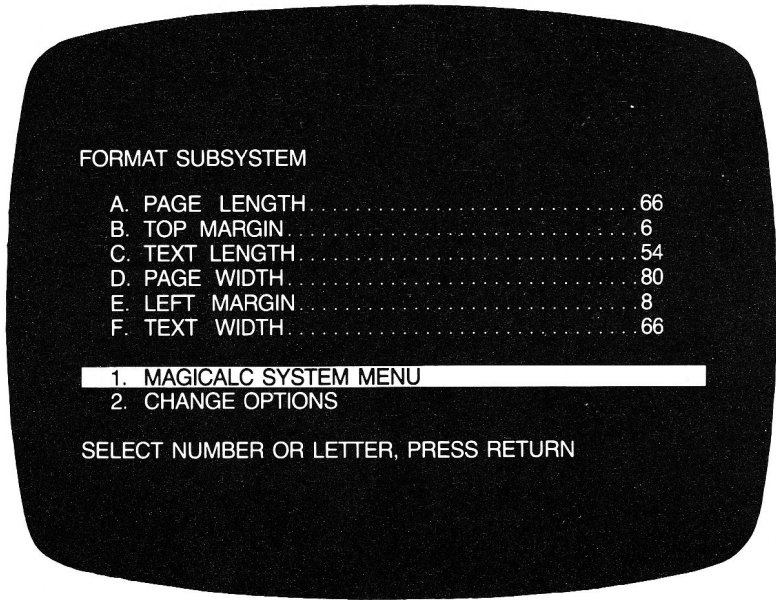 FORMAT SUBSYSTEM
A. PAGE LENGTH......................................66
B. TOP MARGIN........................................6
C. TEXT LENGTH.......................................54
D. PAGE WIDTH........................................80
E. LEFT MARGIN.......................................8
F. TEXT WIDTH........................................66
1. MAGICALC SYSTEM MENU
2. CHANGE OPTIONS
SELECT NUMBER OR LETTER, PRESS RETURN